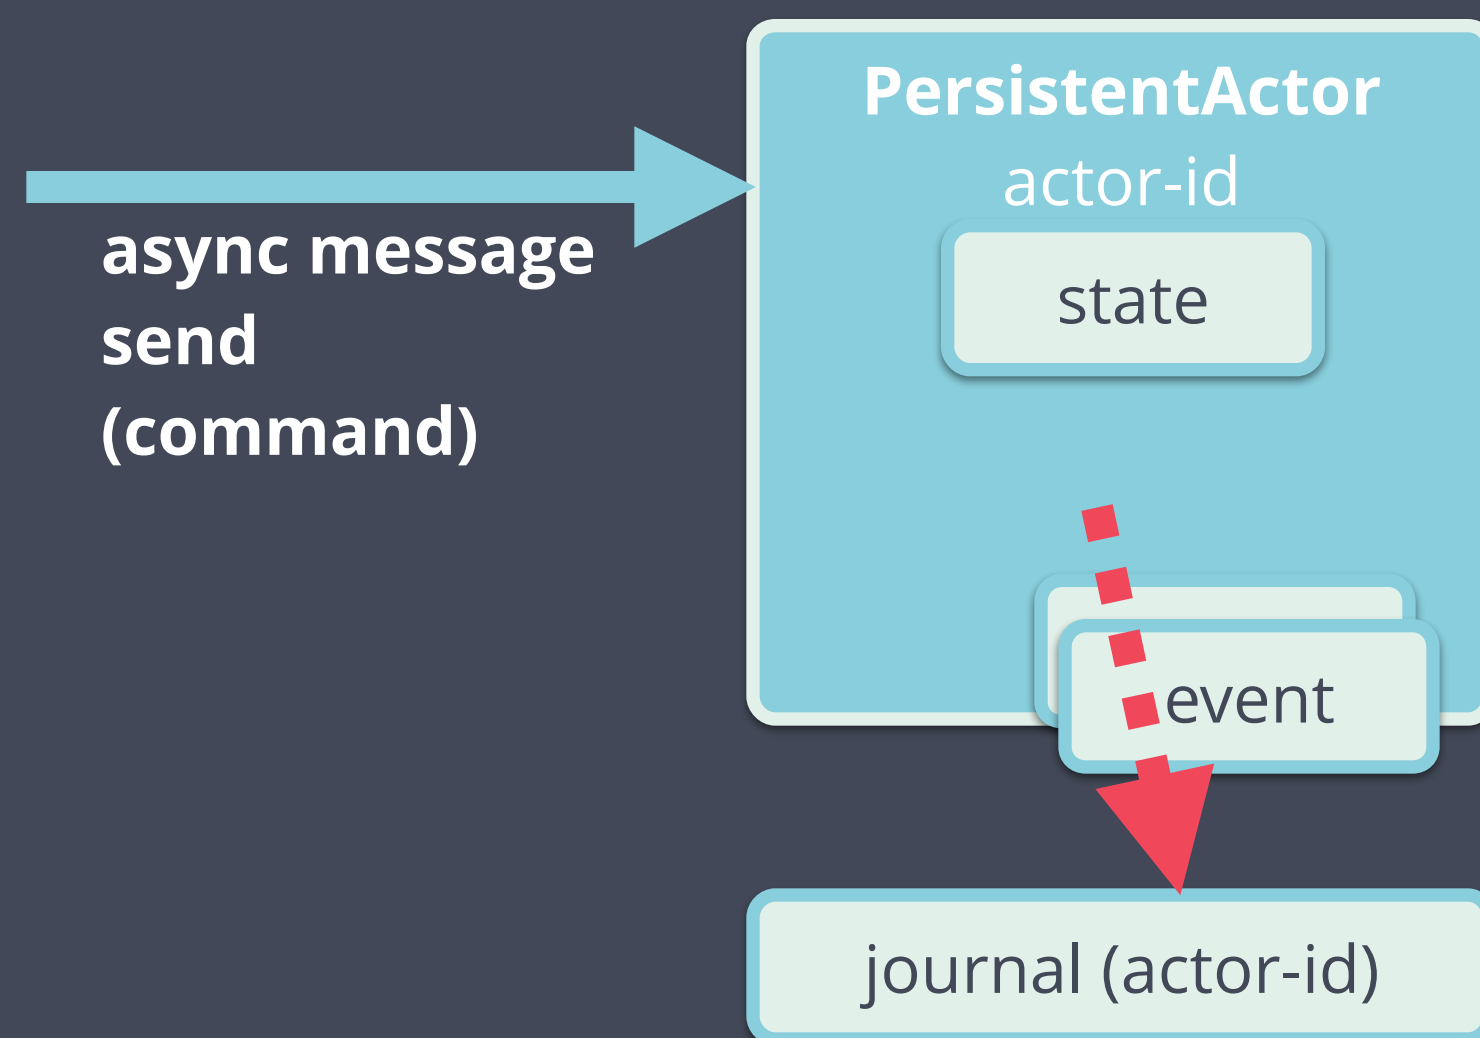 PersistentActor
actor-id
async message
send
(command)
state
event
journal (actor-id)